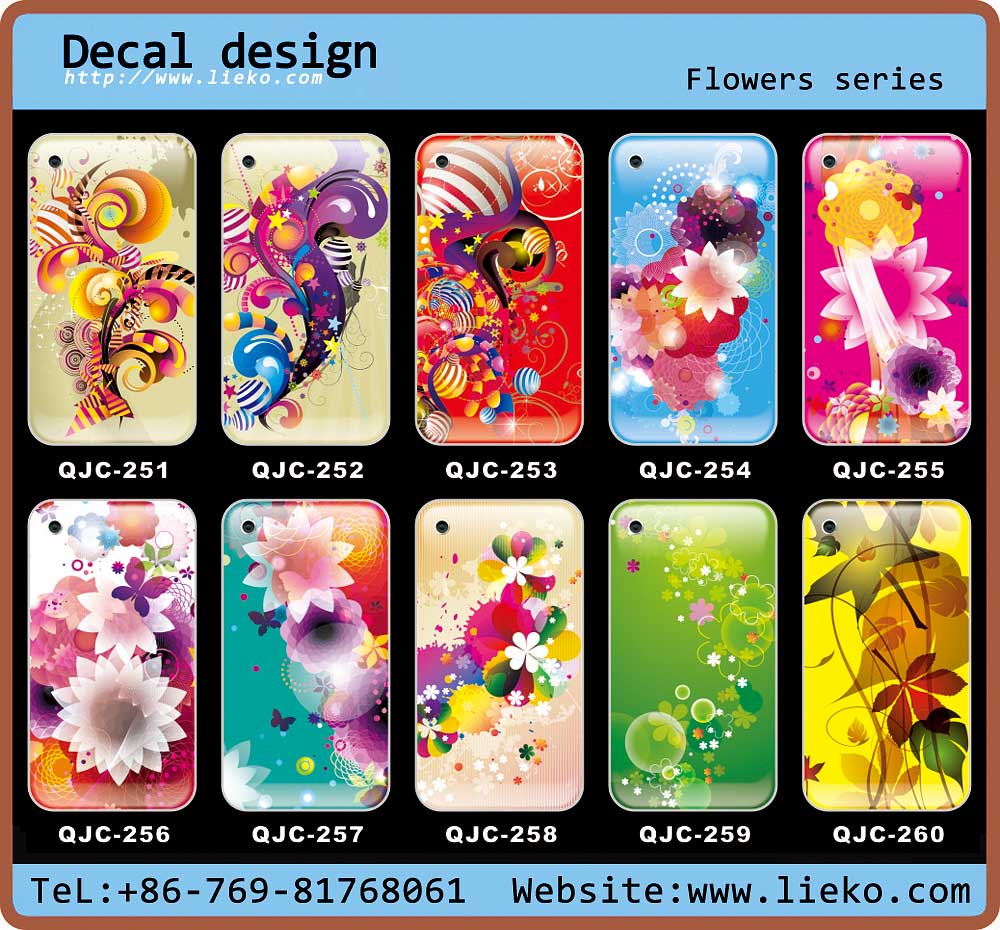 Decal design
http://www.lieko.com
Flowers series
QJC-251 QJC-252 QJC-253 QJC-254 QJC-255
QJC-256 QJC-257 QJC-258 QJC-259 QJC-260
TeL:+86-769-81768061 Website:www.lieko.com